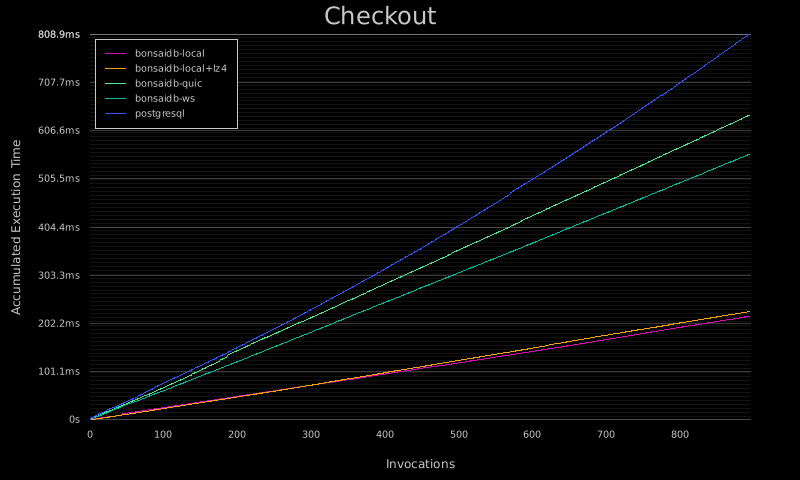 Checkout
808.9ms
707.7ms
606.6ms
505.5ms
404.4ms
303.3ms
202.2ms
101.1ms
0s
Accumulated Execution Time
bonsaidb-local
bonsaidb-local+lz4
bonsaidb-quic
bonsaidb-ws
postgresql
0 100 200 300 400 500 600 700 800
Invocations